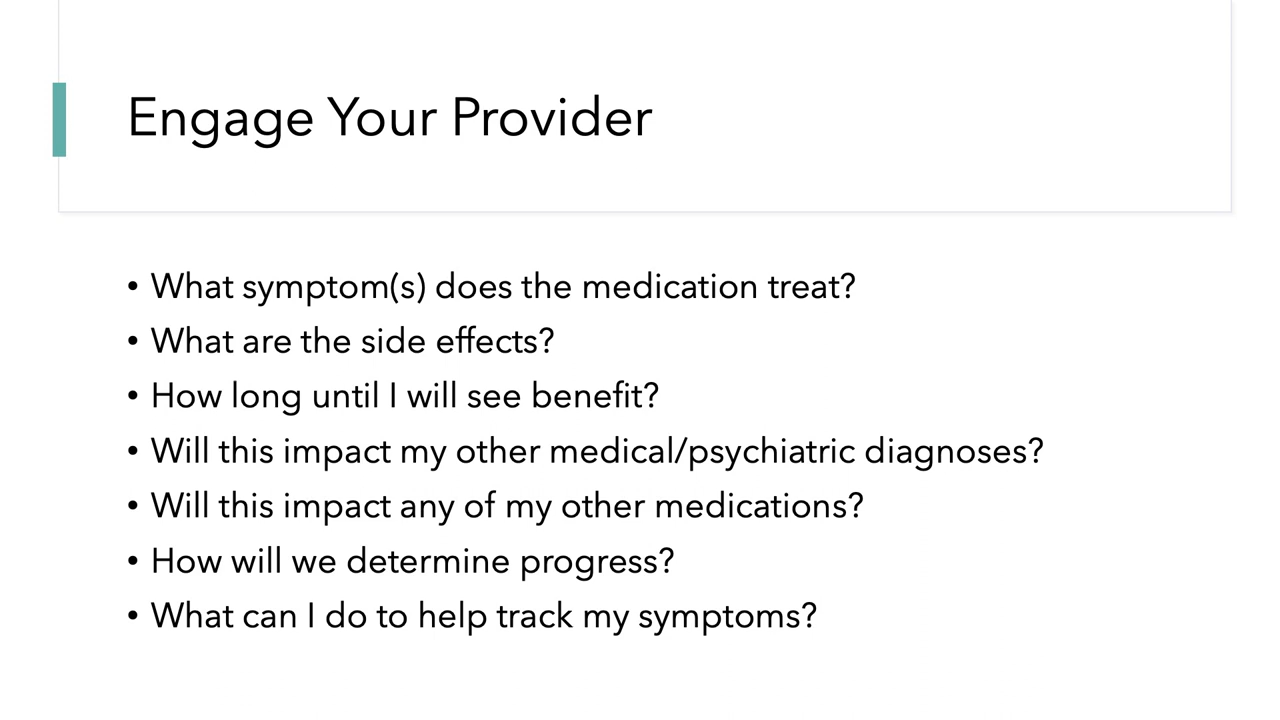 Engage Your Provider
• What symptom(s) does the medication treat?
• What are the side effects?
• How long until I will see benefit?
• Will this impact my other medical/psychiatric diagnoses?
• Will this impact any of my other medications?
• How will we determine progress?
• What can I do to help track my symptoms?